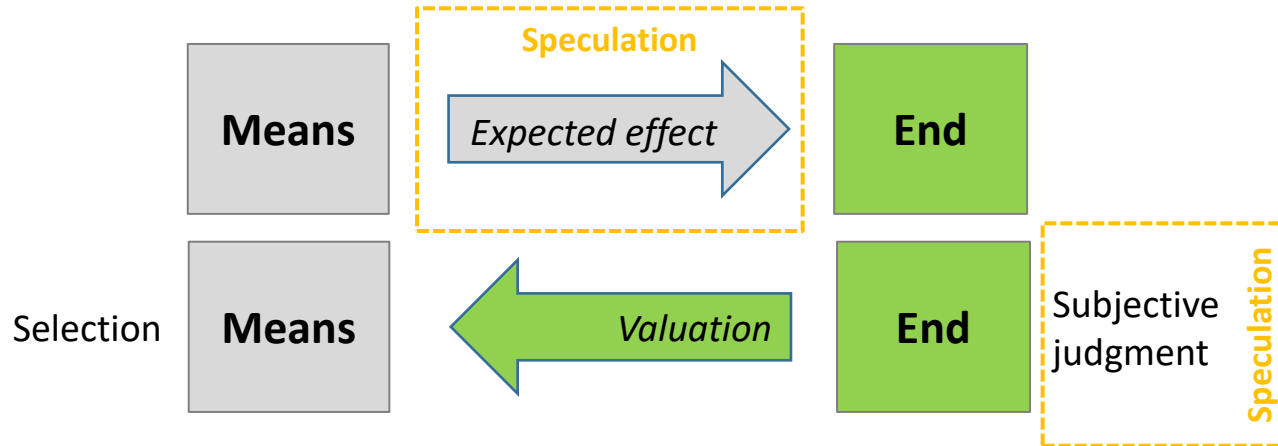 Speculation
Means
Expected effect
End
Selection
Means
Valuation
End
Subjective
judgment
Speculation